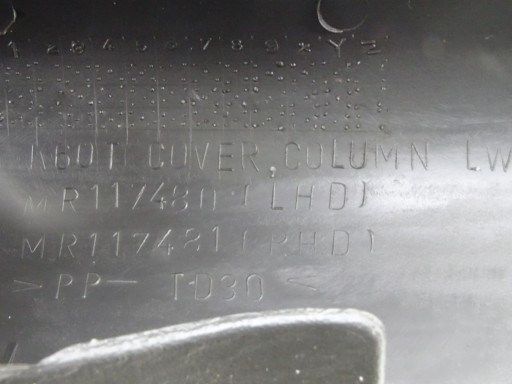 1 2 3 4 5 6 7 8 9 X Y Z
COVER, COLUMN LW
MR117480 (LHD)
MR117481 (RHD)
>PP-TD30<